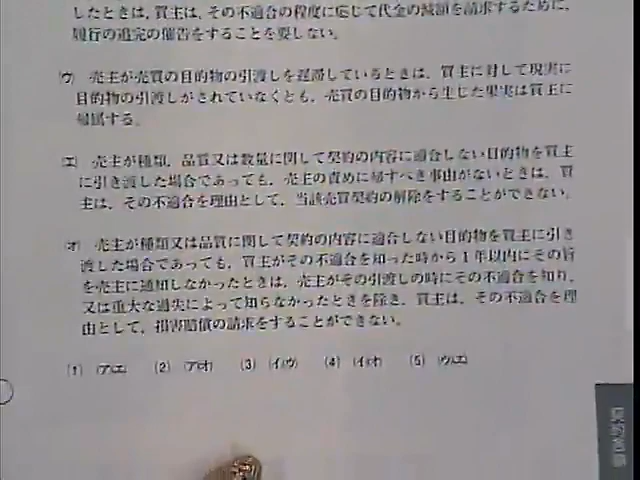 したときは、買主は、その不適合の程度に応じて代金の減額を請求するために、
履行の追完の催告をすることを要しない。
(ウ) 売主が売買の目的物の引渡しを遅滞しているときは、買主に対して現実に
目的物の引渡しがされていなくとも、売買の目的物から生じた果実は買主に
帰属する。
(エ) 売主が種類、品質又は数量に関して契約の内容に適合しない目的物を買主
に引き渡した場合であっても、売主の責めに帰すべき事由がないときは、買
主は、その不適合を理由として、当該売買契約の解除をすることができない。
(オ) 売主が種類又は品質に関して契約の内容に適合しない目的物を買主に引き
渡した場合であっても、買主がその不適合を知った時から1年以内にその旨
を売主に通知しなかったときは、売主がその引渡しの時にその不適合を知り、
又は重大な過失によって知らなかったときを除き、買主は、その不適合を理
由として、損害賠償の請求をすることができない。
(1) (ア)(エ) (2) (ア)(オ) (3) (イ)(ウ) (4) (イ)(オ) (5) (ウ)(エ)